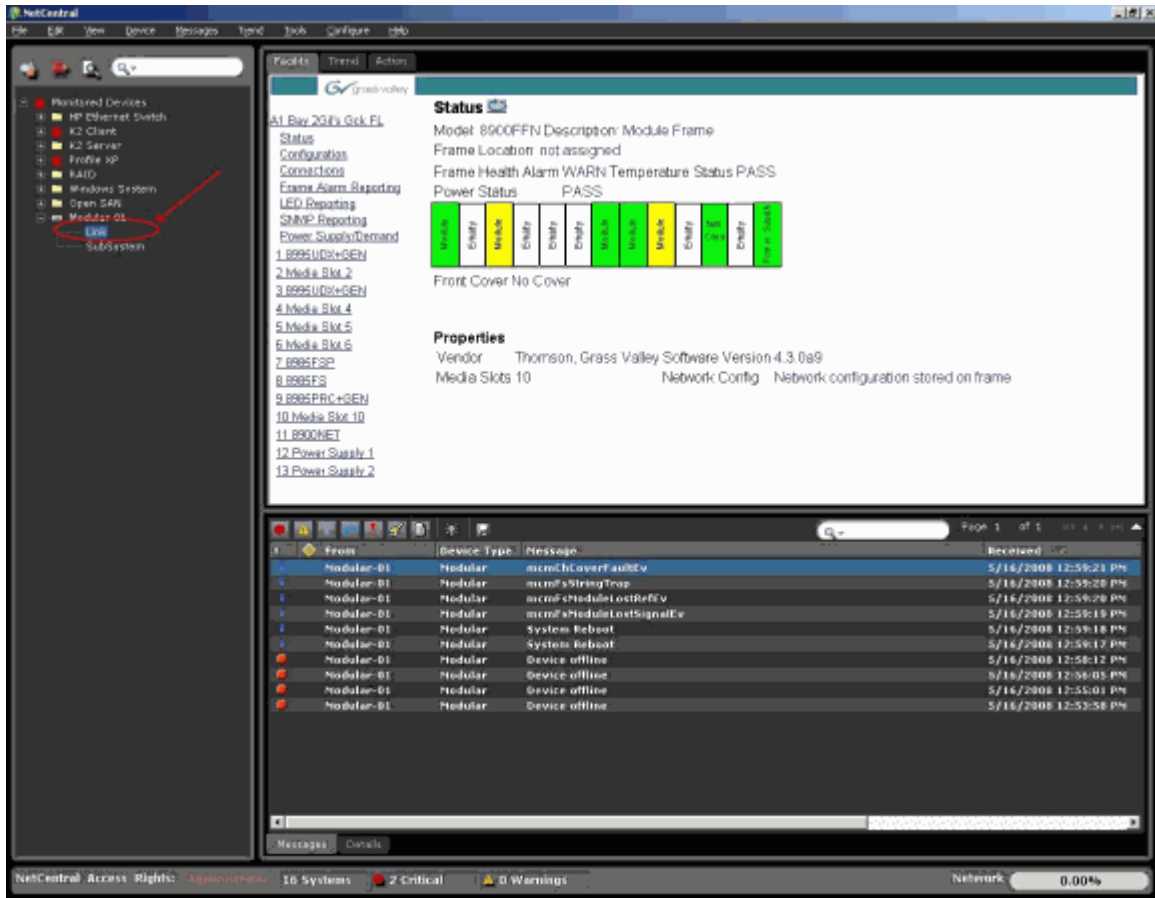 NetCentral
File Edit View Device Messages Trend Tools Configure Help
Monitored Devices
HP Ethernet Switch
K2 Client
K2 Server
Profile XP
RAID
Windows System
Open SAN
Modular-01
Link
SubSystem
Facility Trend Action
grass valley
A1 Bay 2
Status
Configuration
Connections
Frame Alarm Reporting
LED Reporting
SNMP Reporting
Power Supply/Demand
1 8995UDX+GEN
2 Media Slot 2
3 8995UDX+GEN
4 Media Slot 4
5 Media Slot 5
6 Media Slot 6
7 8985FSP
8 8985FS
9 8985PRC+GEN
10 Media Slot 10
11 8900NET
12 Power Supply 1
13 Power Supply 2
Status
Model: 8900FFN Description: Module Frame
Frame Location: not assigned
Frame Health Alarm WARN Temperature Status PASS
Power Status PASS
Module Empty Module Empty Empty Empty Module Module Module Empty Net Card Empty Power Supply
Front Cover No Cover
Properties
Vendor Thomson, Grass Valley Software Version 4.3.0a9
Media Slots 10 Network Config Network configuration stored on frame
Page 1 of 1
From Device Type Message Received
Modular-01 Modular mcmChCoverFaultEv 5/16/2008 12:59:21 PM
Modular-01 Modular mcmFsStringTrap 5/16/2008 12:59:20 PM
Modular-01 Modular mcmFsModuleLostRefEv 5/16/2008 12:59:20 PM
Modular-01 Modular mcmFsModuleLostSignalEv 5/16/2008 12:59:19 PM
Modular-01 Modular System Reboot 5/16/2008 12:59:18 PM
Modular-01 Modular System Reboot 5/16/2008 12:59:17 PM
Modular-01 Modular Device offline 5/16/2008 12:58:12 PM
Modular-01 Modular Device offline 5/16/2008 12:56:05 PM
Modular-01 Modular Device offline 5/16/2008 12:55:01 PM
Modular-01 Modular Device offline 5/16/2008 12:53:58 PM
Messages Details
NetCentral Access Rights: Administrator 16 Systems 2 Critical 0 Warnings Network 0.00%